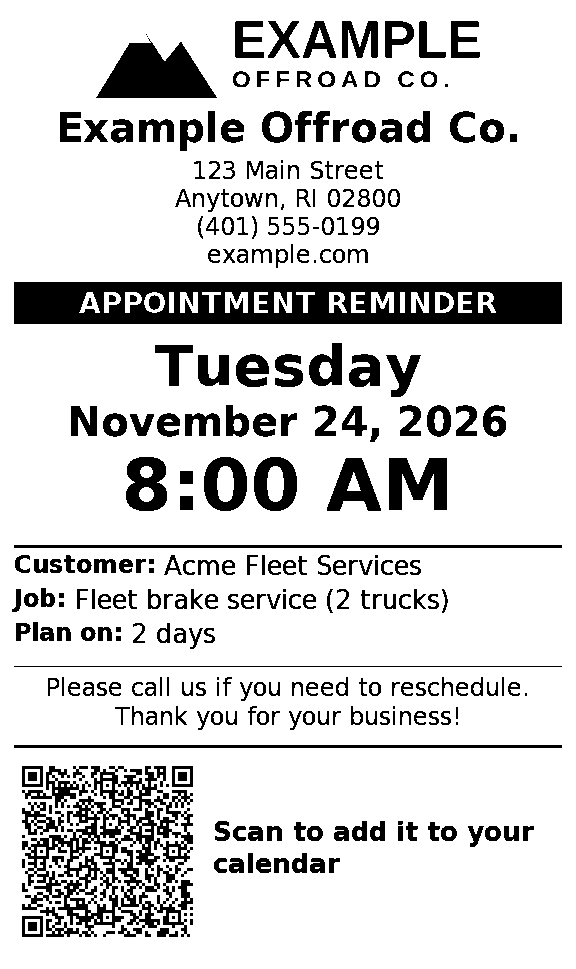 EXAMPLE
OFFROAD CO.
Example Offroad Co.
123 Main Street
Anytown, RI 02800
(401) 555-0199
example.com
APPOINTMENT REMINDER
Tuesday
November 24, 2026
8:00 AM
Customer: Acme Fleet Services
Job: Fleet brake service (2 trucks)
Plan on: 2 days
Please call us if you need to reschedule.
Thank you for your business!
Scan to add it to your
calendar